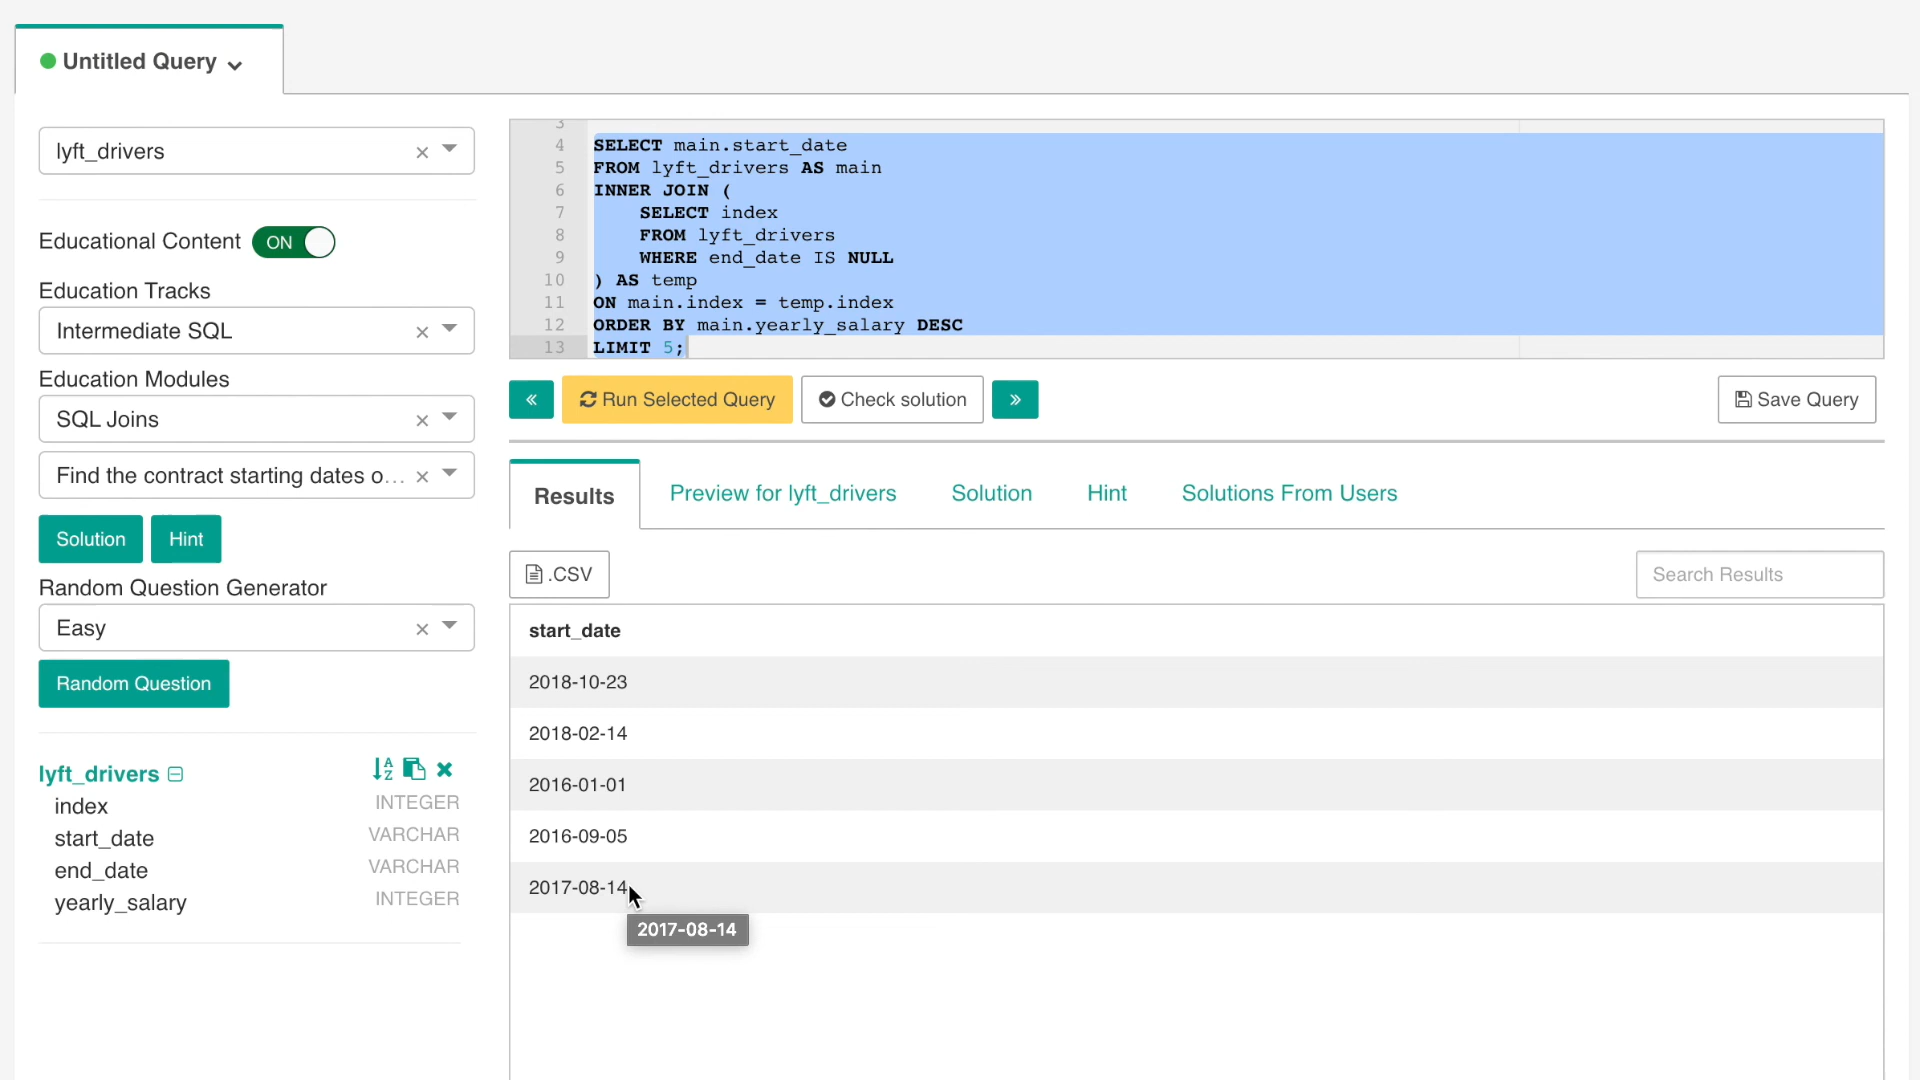 Untitled Query
lyft_drivers
Educational Content ON
Education Tracks
Intermediate SQL
Education Modules
SQL Joins
Find the contract starting dates o...
Solution Hint
Random Question Generator
Easy
Random Question
lyft_drivers
index INTEGER
start_date VARCHAR
end_date VARCHAR
yearly_salary INTEGER
3
4 SELECT main.start_date
5 FROM lyft_drivers AS main
6 INNER JOIN (
7 SELECT index
8 FROM lyft_drivers
9 WHERE end_date IS NULL
10 ) AS temp
11 ON main.index = temp.index
12 ORDER BY main.yearly_salary DESC
13 LIMIT 5;
« Run Selected Query Check solution » Save Query
Results Preview for lyft_drivers Solution Hint Solutions From Users
.CSV Search Results
start_date
2018-10-23
2018-02-14
2016-01-01
2016-09-05
2017-08-14
2017-08-14